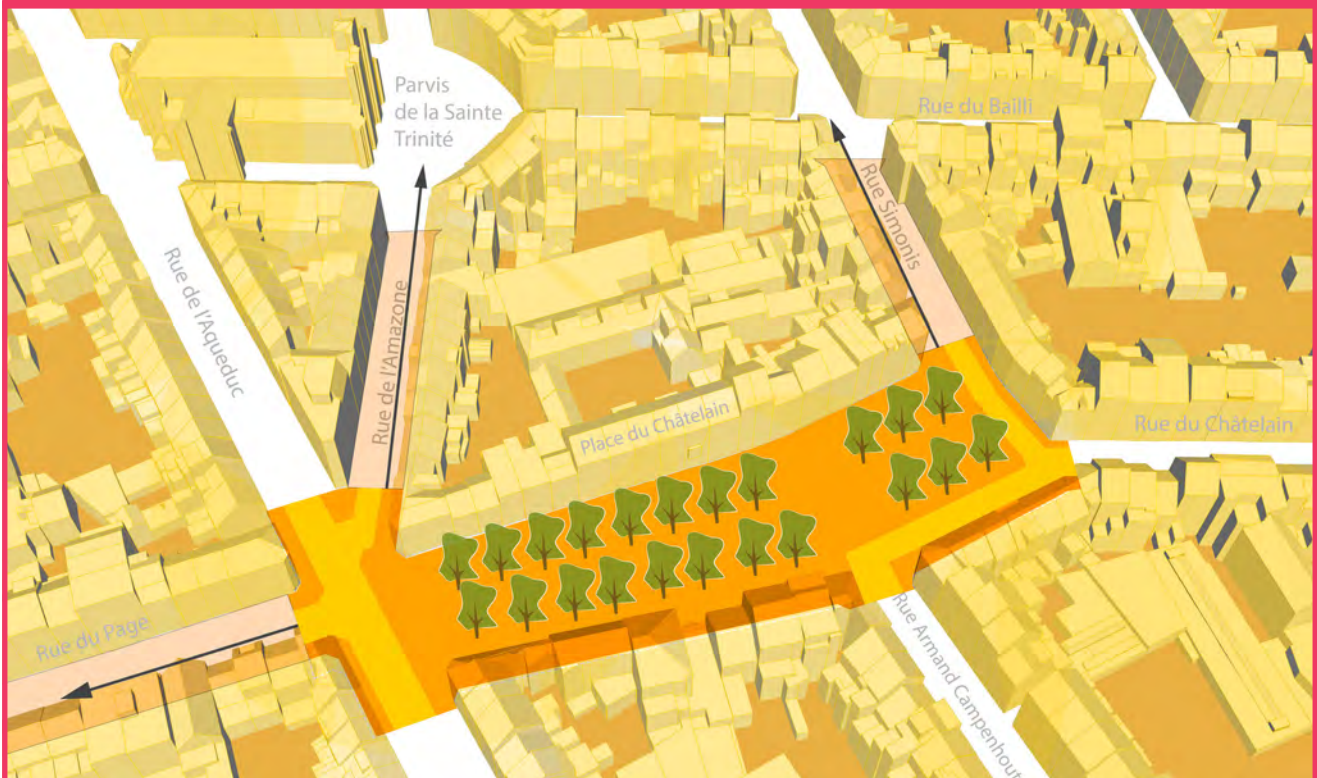 Parvis
de la Sainte
Trinité
Rue du Bailli
Rue Simonis
Rue de l'Aqueduc
Rue de l'Amazone
Place du Châtelain
Rue du Châtelain
Rue du Page
Rue Armand Campenhout